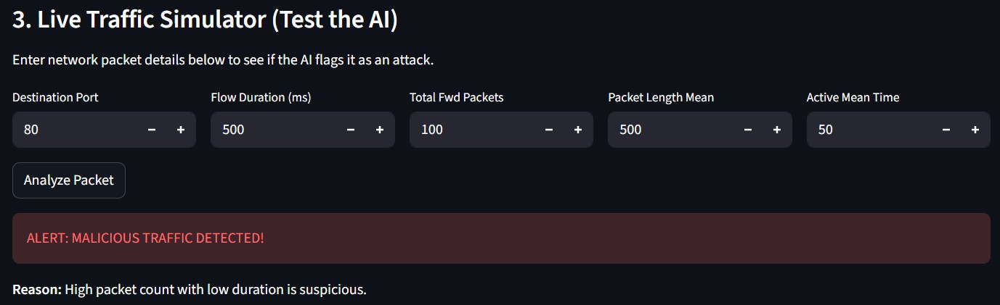 3. Live Traffic Simulator (Test the AI)
Enter network packet details below to see if the AI flags it as an attack.
Destination Port
Flow Duration (ms)
Total Fwd Packets
Packet Length Mean
Active Mean Time
80 − +
500 − +
100 − +
500 − +
50 − +
Analyze Packet
ALERT: MALICIOUS TRAFFIC DETECTED!
Reason: High packet count with low duration is suspicious.